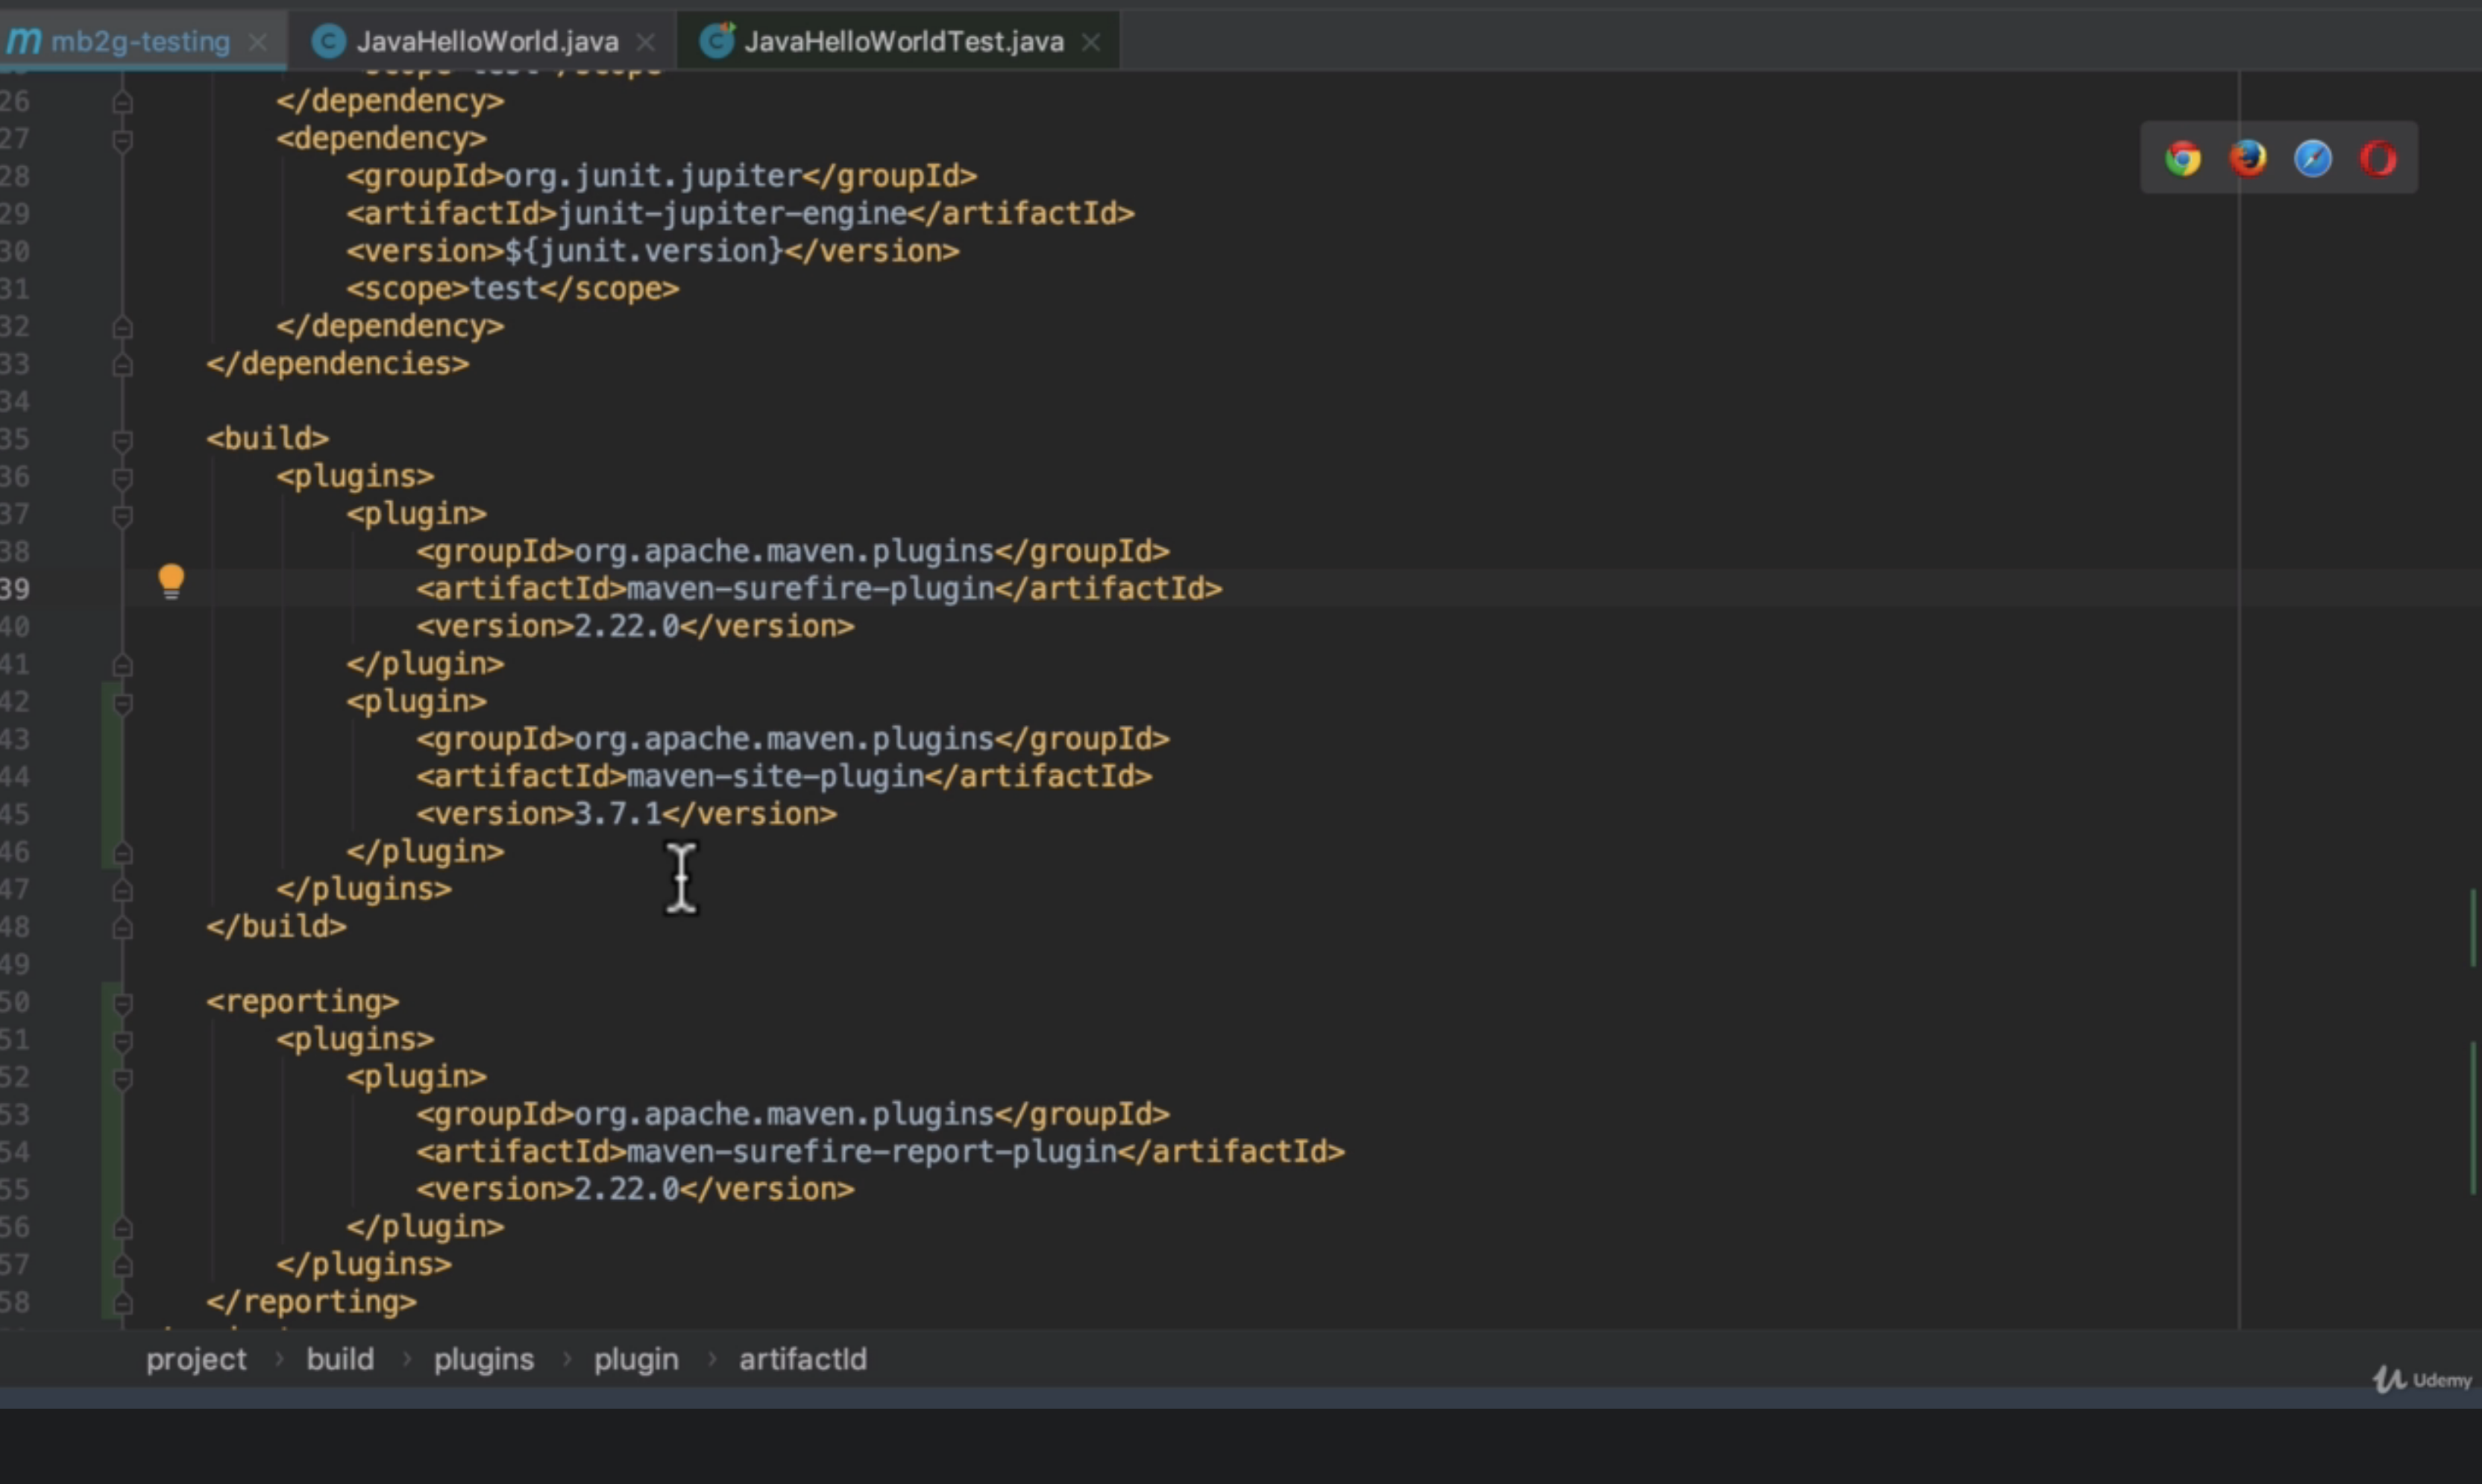 mb2g-testing JavaHelloWorld.java JavaHelloWorldTest.java
26 </dependency>
27 <dependency>
28 <groupId>org.junit.jupiter</groupId>
29 <artifactId>junit-jupiter-engine</artifactId>
30 <version>${junit.version}</version>
31 <scope>test</scope>
32 </dependency>
33 </dependencies>
34
35 <build>
36 <plugins>
37 <plugin>
38 <groupId>org.apache.maven.plugins</groupId>
39 <artifactId>maven-surefire-plugin</artifactId>
40 <version>2.22.0</version>
41 </plugin>
42 <plugin>
43 <groupId>org.apache.maven.plugins</groupId>
44 <artifactId>maven-site-plugin</artifactId>
45 <version>3.7.1</version>
46 </plugin>
47 </plugins>
48 </build>
49
50 <reporting>
51 <plugins>
52 <plugin>
53 <groupId>org.apache.maven.plugins</groupId>
54 <artifactId>maven-surefire-report-plugin</artifactId>
55 <version>2.22.0</version>
56 </plugin>
57 </plugins>
58 </reporting>
project › build › plugins › plugin › artifactId
Udemy